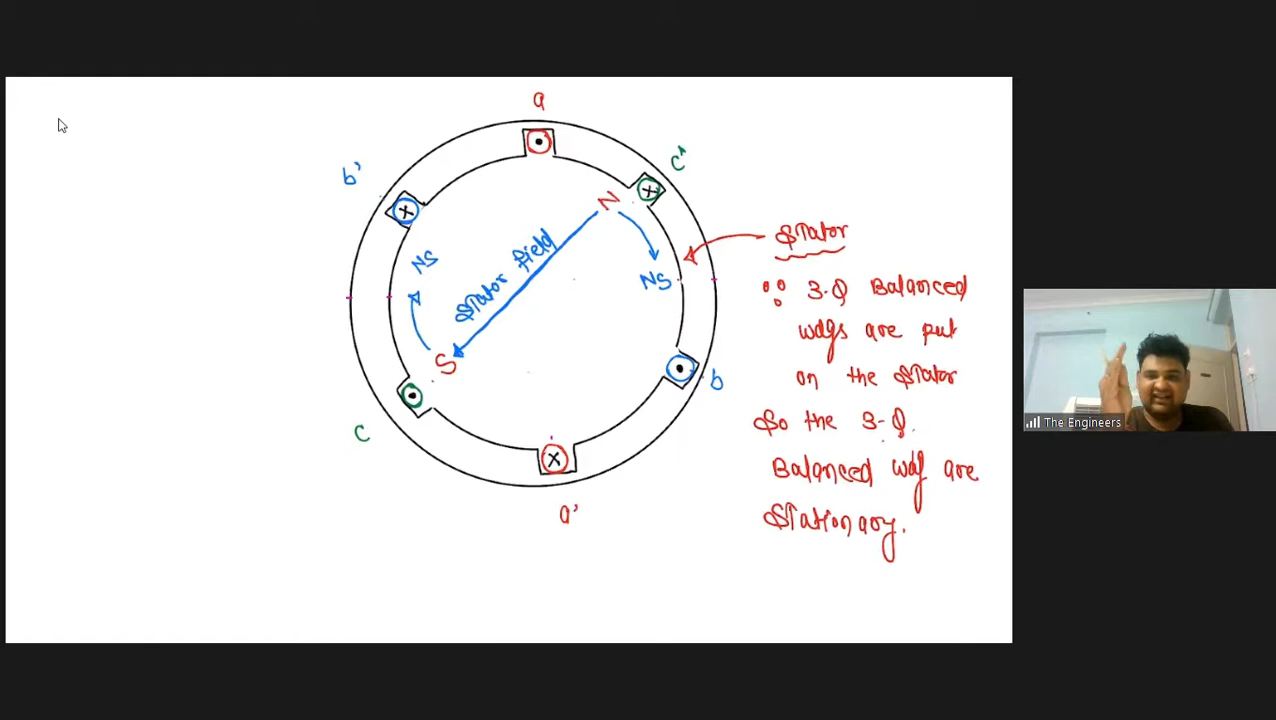 a
c'
b'
N
Stator field
Stator
NS
NS
∵ 3-Q Balanced
wdgs are put
on the Stator
S
b
So the 3-Q
c
Balanced wdg are
a'
Stationary.
The Engineers